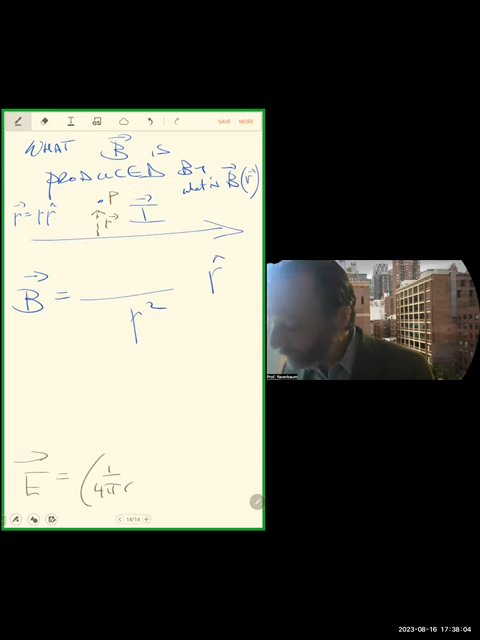 SAVE MORE
WHAT B⃗ IS
PRODUCED BY
what is B⃗(r⃗)
r⃗ = r r̂
• P
r⃗
I⃗
B⃗ = ———
r²
r̂
Prof. Yaverbaum
E⃗ = (1
4π
14/14
2023-08-16 17:38:04